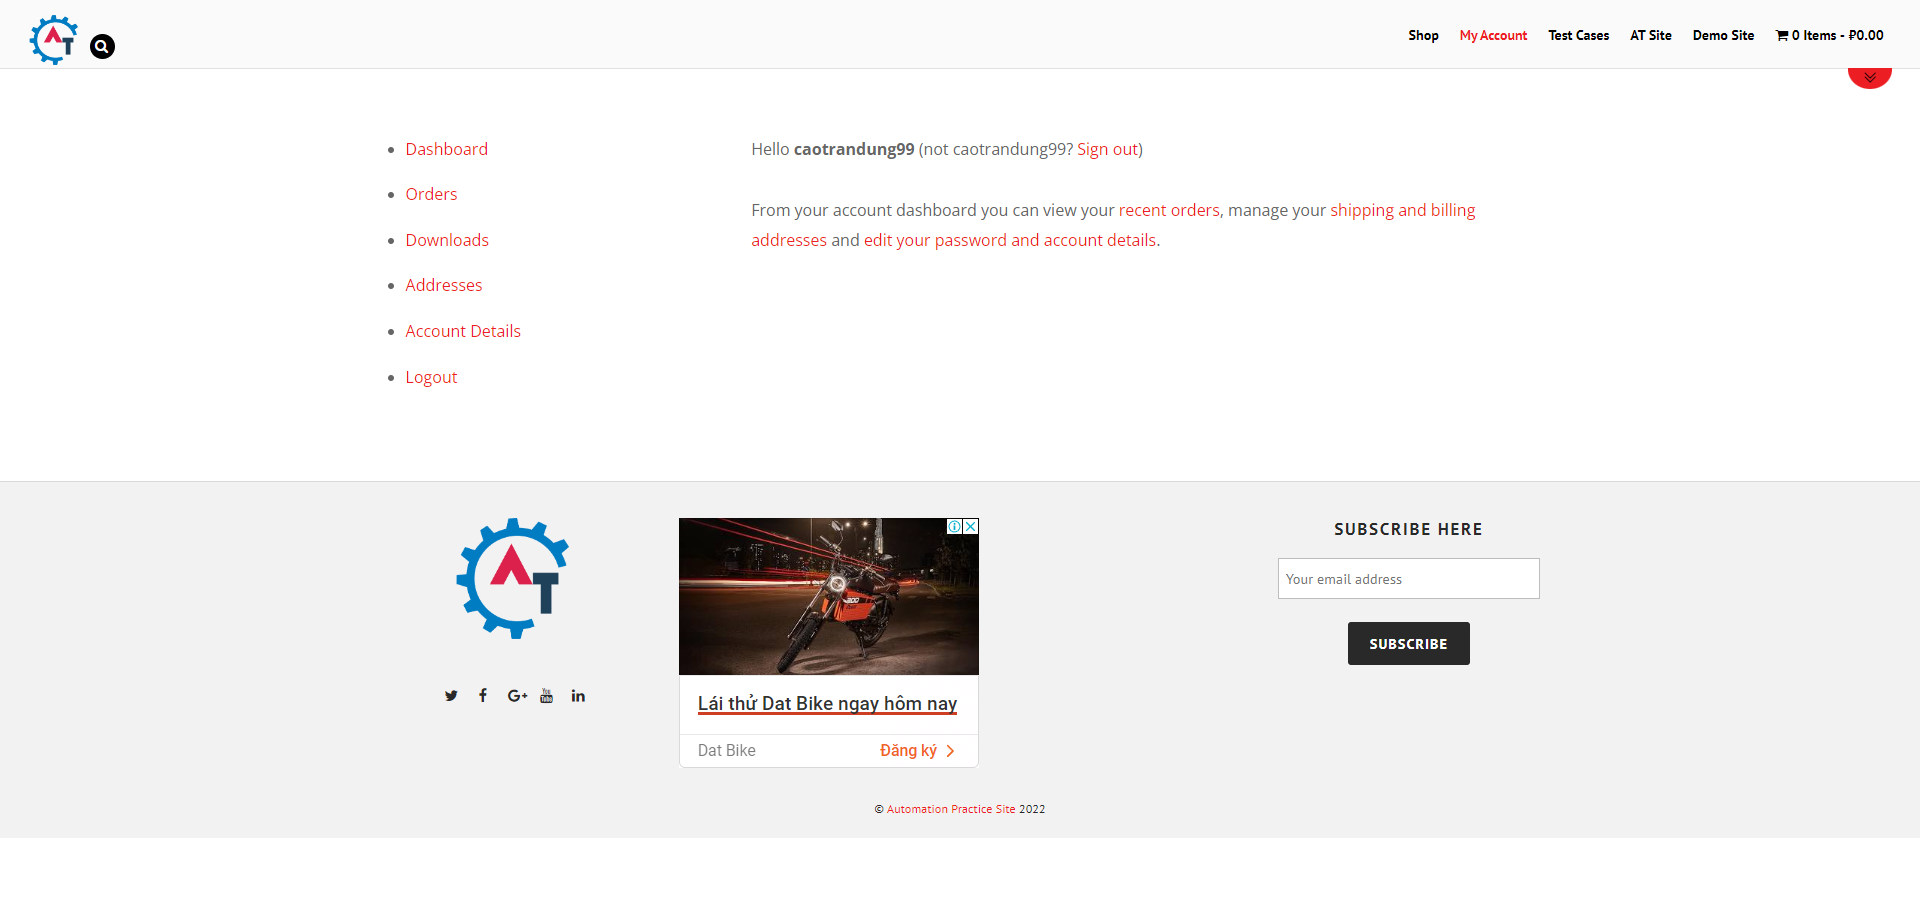 AT
Shop
My Account
Test Cases
AT Site
Demo Site
0 Items - ₽0.00
Dashboard
Orders
Downloads
Addresses
Account Details
Logout
Hello caotrandung99 (not caotrandung99? Sign out)
From your account dashboard you can view your recent orders, manage your shipping and billing
addresses and edit your password and account details.
AT
200
Lái thử Dat Bike ngay hôm nay
Dat Bike
Đăng ký
SUBSCRIBE HERE
Your email address
SUBSCRIBE
© Automation Practice Site 2022